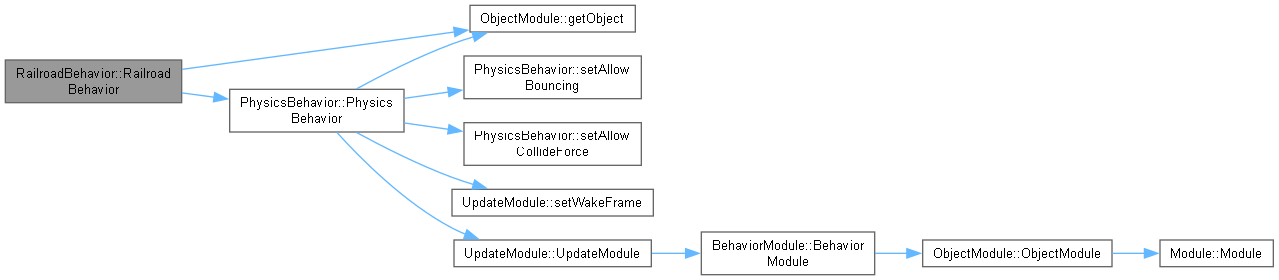 ObjectModule::getObject
RailroadBehavior::Railroad
Behavior
PhysicsBehavior::setAllow
Bouncing
PhysicsBehavior::Physics
Behavior
PhysicsBehavior::setAllow
CollideForce
UpdateModule::setWakeFrame
UpdateModule::UpdateModule
BehaviorModule::Behavior
Module
ObjectModule::ObjectModule
Module::Module